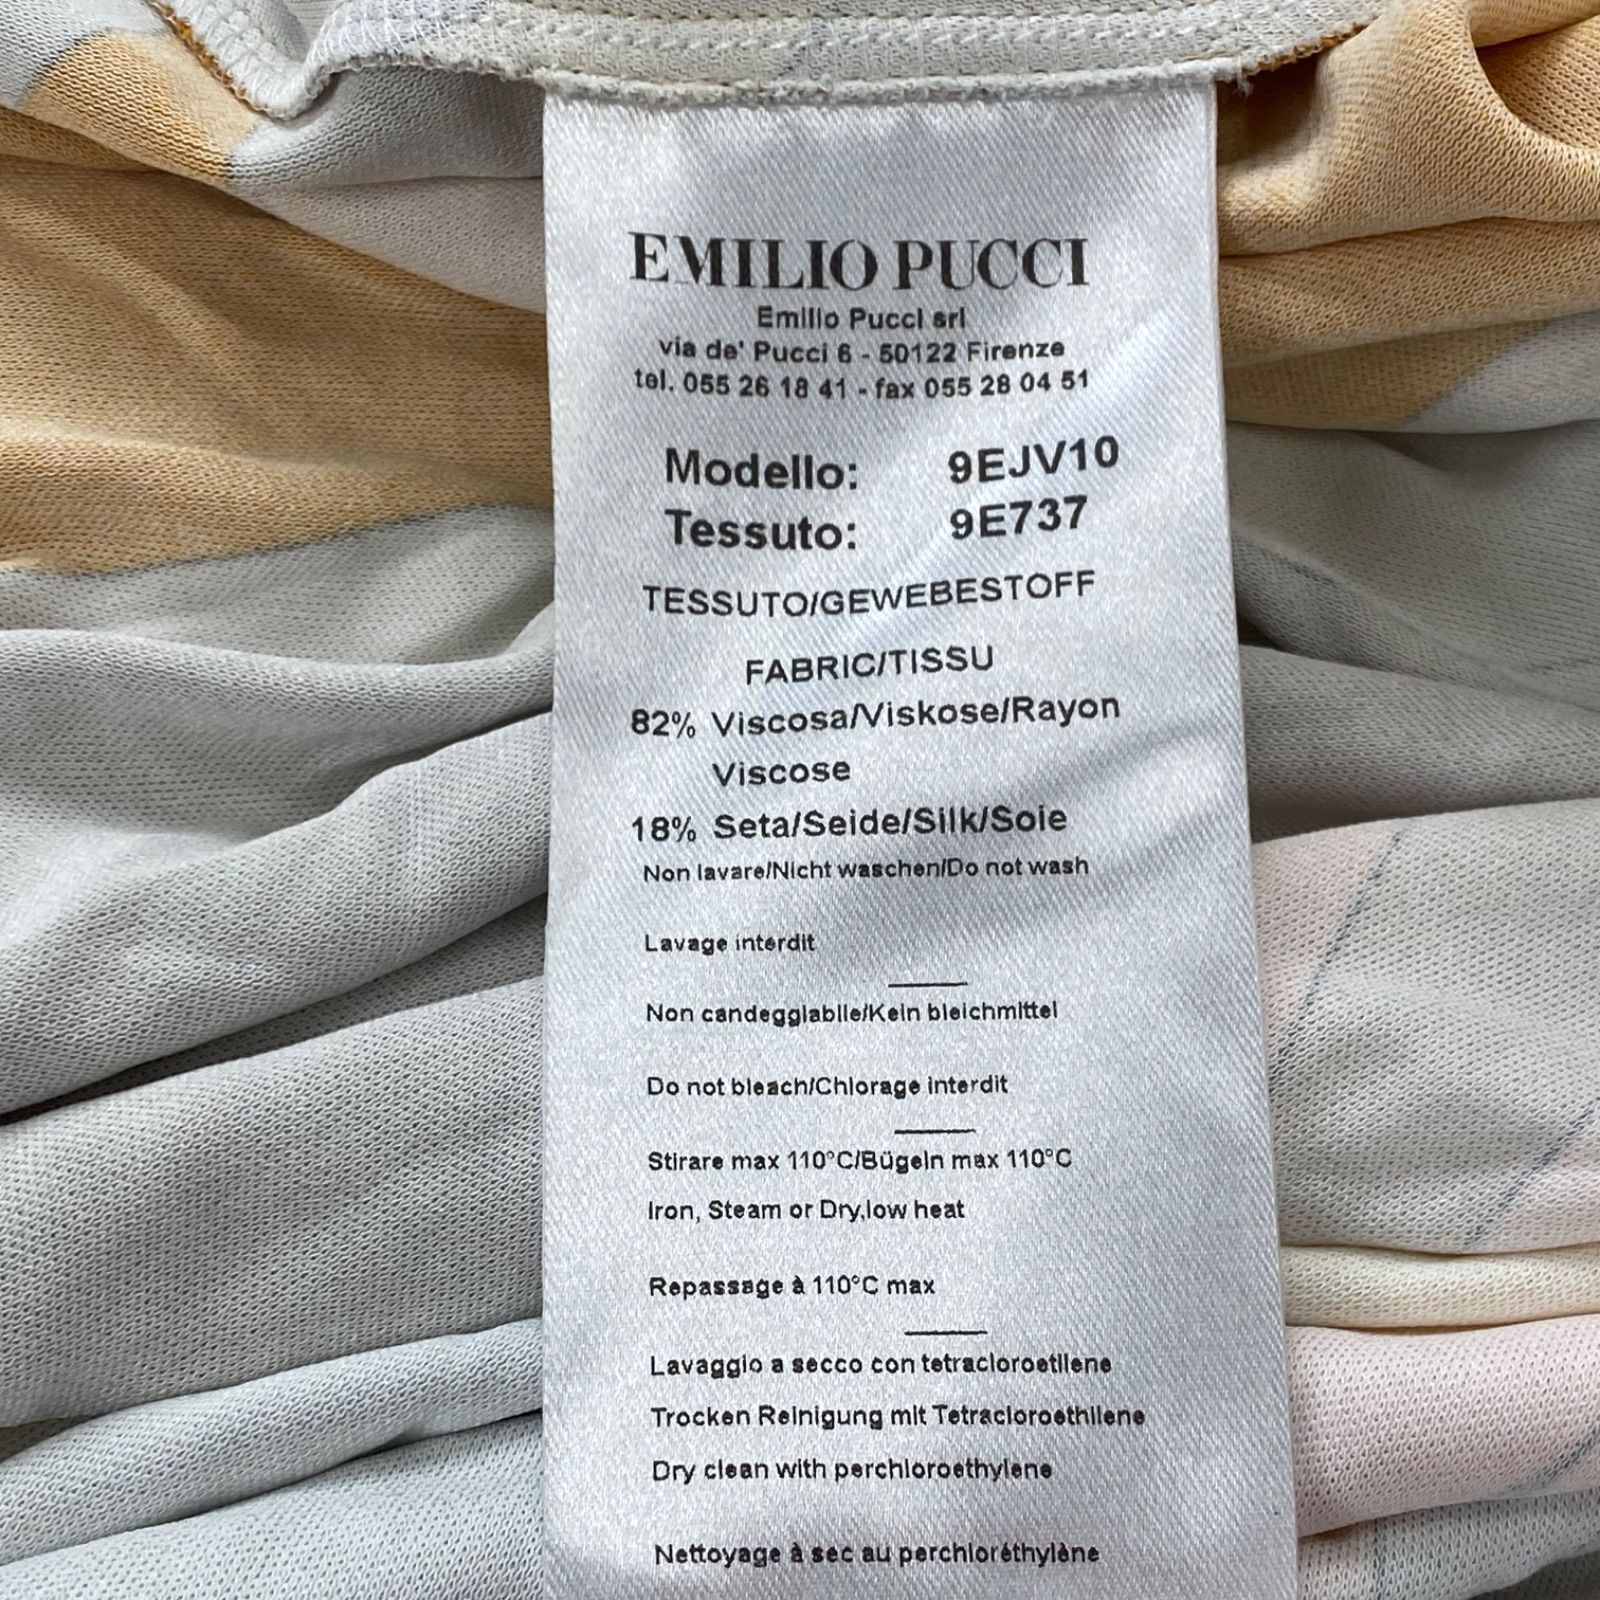 EMILIO PUCCI
Emilio Pucci srl
via de' Pucci 6 - 50122 Firenze
tel. 055 26 18 41 - fax 055 28 04 51
Modello: 9EJV10
Tessuto: 9E737
TESSUTO/GEWEBESTOFF
FABRIC/TISSU
82% Viscosa/Viskose/Rayon
Viscose
18% Seta/Seide/Silk/Soie
Non lavare/Nicht waschen/Do not wash
Lavage interdit
Non candeggiabile/Kein bleichmittel
Do not bleach/Chlorage interdit
Stirare max 110°C/Bügeln max 110°C
Iron, Steam or Dry,low heat
Repassage à 110°C max
Lavaggio a secco con tetracloroetilene
Trocken Reinigung mit Tetracloroethilene
Dry clean with perchloroethylene
Nettoyage à sec au perchloréthylène